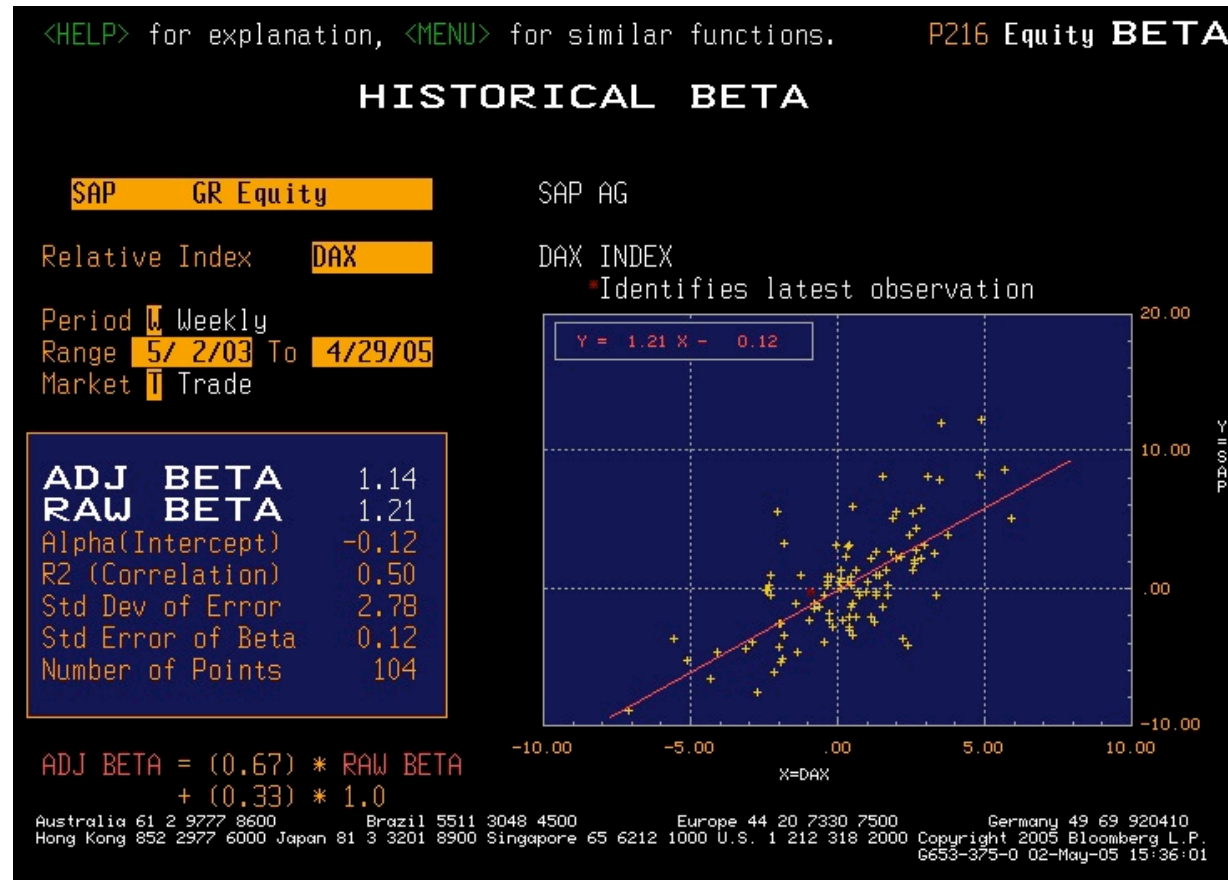 <HELP> for explanation, <MENU> for similar functions. P216 Equity BETA
HISTORICAL BETA
SAP GR Equity SAP AG
Relative Index DAX DAX INDEX
*Identifies latest observation
Period W Weekly
Range 5/ 2/03 To 4/29/05
Market T Trade
Y = 1.21 X - 0.12
20.00
10.00
.00
-10.00
Y=SAP
ADJ BETA 1.14
RAW BETA 1.21
Alpha(Intercept) -0.12
R2 (Correlation) 0.50
Std Dev of Error 2.78
Std Error of Beta 0.12
Number of Points 104
-10.00 -5.00 .00 5.00 10.00
X=DAX
ADJ BETA = (0.67) * RAW BETA
+ (0.33) * 1.0
Australia 61 2 9777 8600 Brazil 5511 3048 4500 Europe 44 20 7330 7500 Germany 49 69 920410
Hong Kong 852 2977 6000 Japan 81 3 3201 8900 Singapore 65 6212 1000 U.S. 1 212 318 2000 Copyright 2005 Bloomberg L.P.
G653-375-0 02-May-05 15:36:01